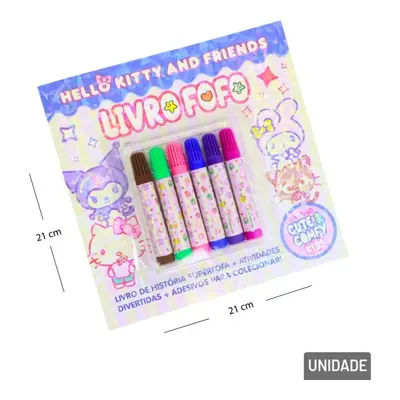 HELLO KITTY AND FRIENDS
LIVRO FOFO
21 cm
CUTE &
COMFY
LIVRO DE HISTÓRIA SUPERFOFA + ATIVIDADES
DIVERTIDAS + ADESIVOS PARA COLECIONAR!
21 cm
UNIDADE